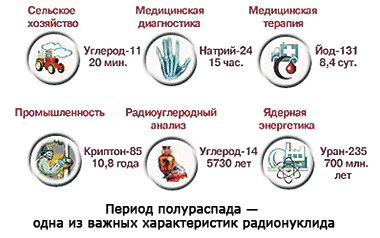 Сельское
хозяйство
Углерод-11
20 мин.
Медицинская
диагностика
Натрий-24
15 час.
Медицинская
терапия
Йод-131
8,4 сут.
Промышленность
Криптон-85
10,8 года
Радиоуглеродный
анализ
Углерод-14
5730 лет
Ядерная
энергетика
Уран-235
700 млн.
лет
Период полураспада —
одна из важных характеристик радионуклида